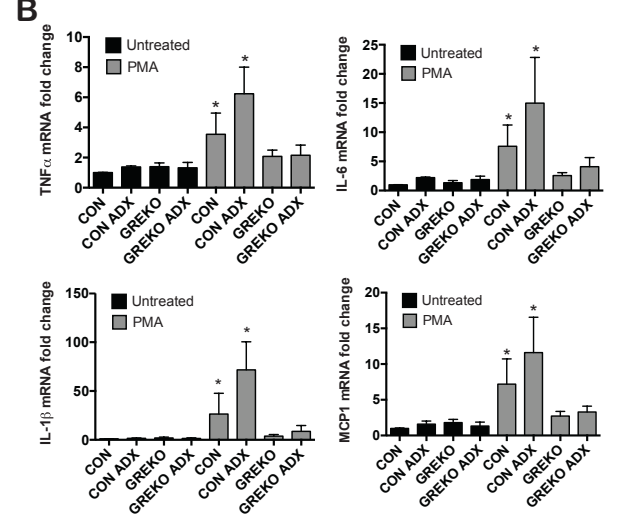 B
TNFα mRNA fold change
10
8
6
4
2
0
Untreated
PMA
*
*
CON
CON ADX
GREKO
GREKO ADX
CON
CON ADX
GREKO
GREKO ADX
IL-6 mRNA fold change
25
20
15
10
5
0
Untreated
PMA
*
*
CON
CON ADX
GREKO
GREKO ADX
CON
CON ADX
GREKO
GREKO ADX
IL-1β mRNA fold change
150
100
50
0
Untreated
PMA
*
*
CON
CON ADX
GREKO
GREKO ADX
CON
CON ADX
GREKO
GREKO ADX
MCP1 mRNA fold change
20
15
10
5
0
Untreated
PMA
*
*
CON
CON ADX
GREKO
GREKO ADX
CON
CON ADX
GREKO
GREKO ADX